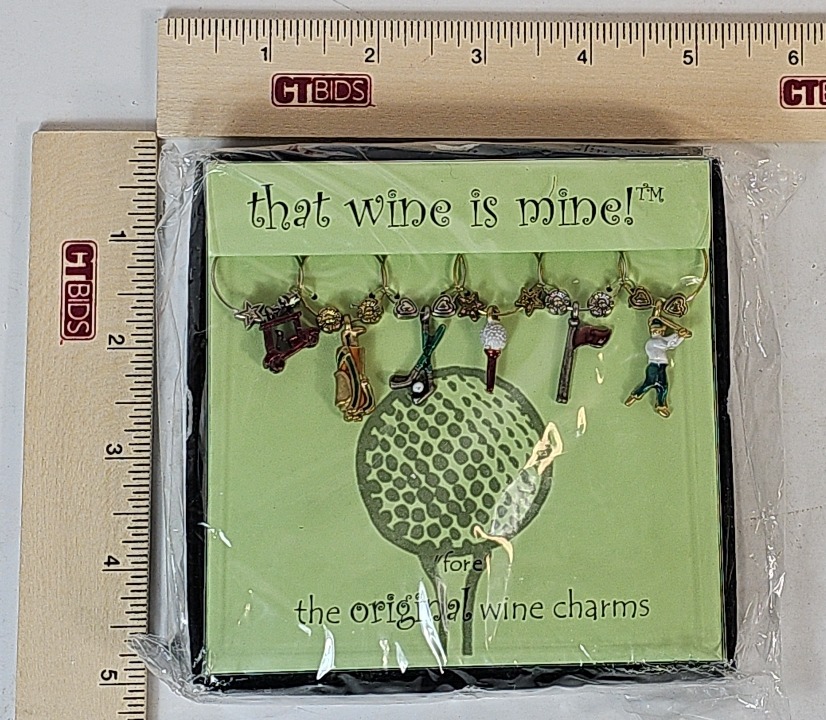 1 2 3 4 5 6
CTBIDS
CTB
CTBIDS
1
2
3
4
5
that wine is mine!™
"fore
the original wine charms